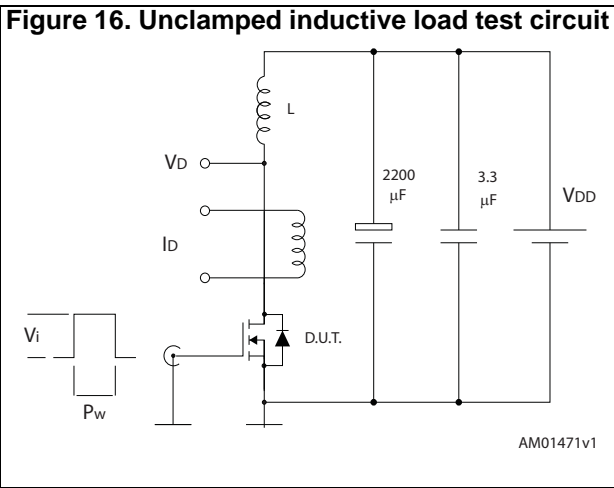 Figure 16. Unclamped inductive load test circuit
L
VD
2200
μF
3.3
μF
VDD
ID
Vi
D.U.T.
Pw
AM01471v1